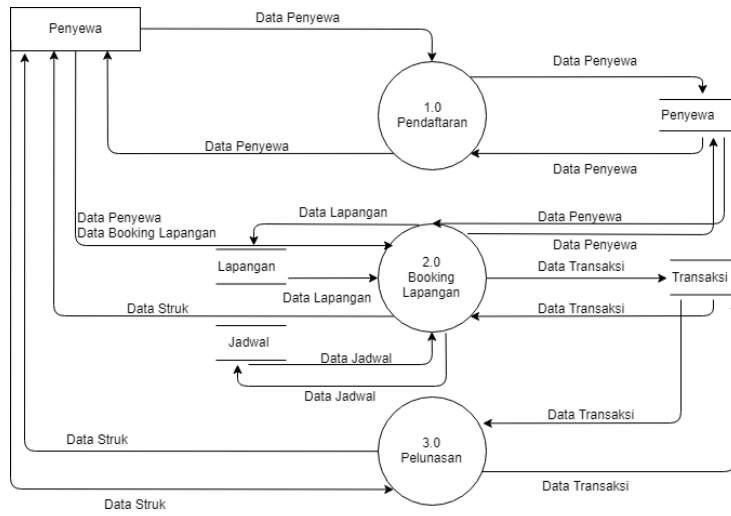 Data Penyewa
Penyewa
Data Penyewa
1.0
Pendaftaran
Penyewa
Data Penyewa
Data Penyewa
Data Penyewa
Data Booking Lapangan
Data Lapangan
Data Penyewa
Data Penyewa
Lapangan
2.0
Booking
Lapangan
Data Transaksi
Transaksi
Data Lapangan
Data Struk
Data Transaksi
Jadwal
Data Jadwal
Data Jadwal
Data Transaksi
3.0
Pelunasan
Data Struk
Data Transaksi
Data Struk